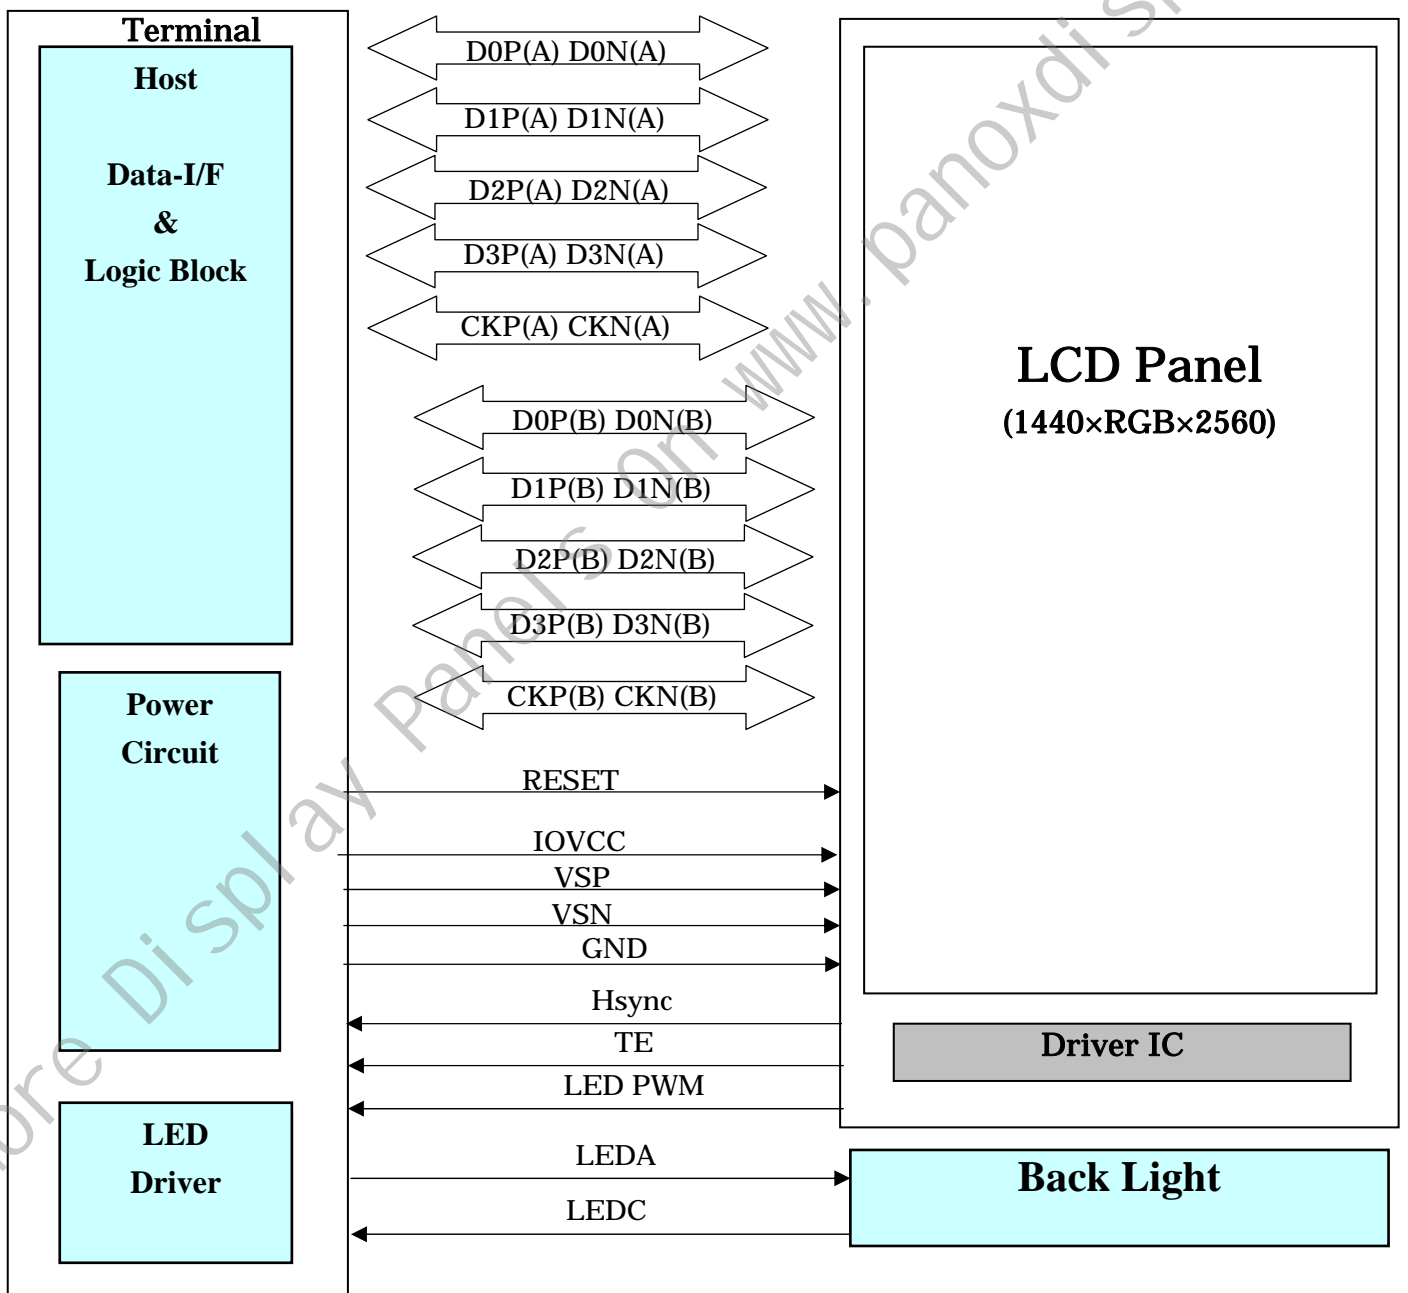 Terminal
Host
Data-I/F
&
Logic Block
Power
Circuit
LED
Driver
D0P(A) D0N(A)
D1P(A) D1N(A)
D2P(A) D2N(A)
D3P(A) D3N(A)
CKP(A) CKN(A)
D0P(B) D0N(B)
D1P(B) D1N(B)
D2P(B) D2N(B)
D3P(B) D3N(B)
CKP(B) CKN(B)
RESET
IOVCC
VSP
VSN
GND
Hsync
TE
LED PWM
LEDA
LEDC
LCD Panel
(1440×RGB×2560)
Driver IC
Back Light
Display Panels On www.panoxdis